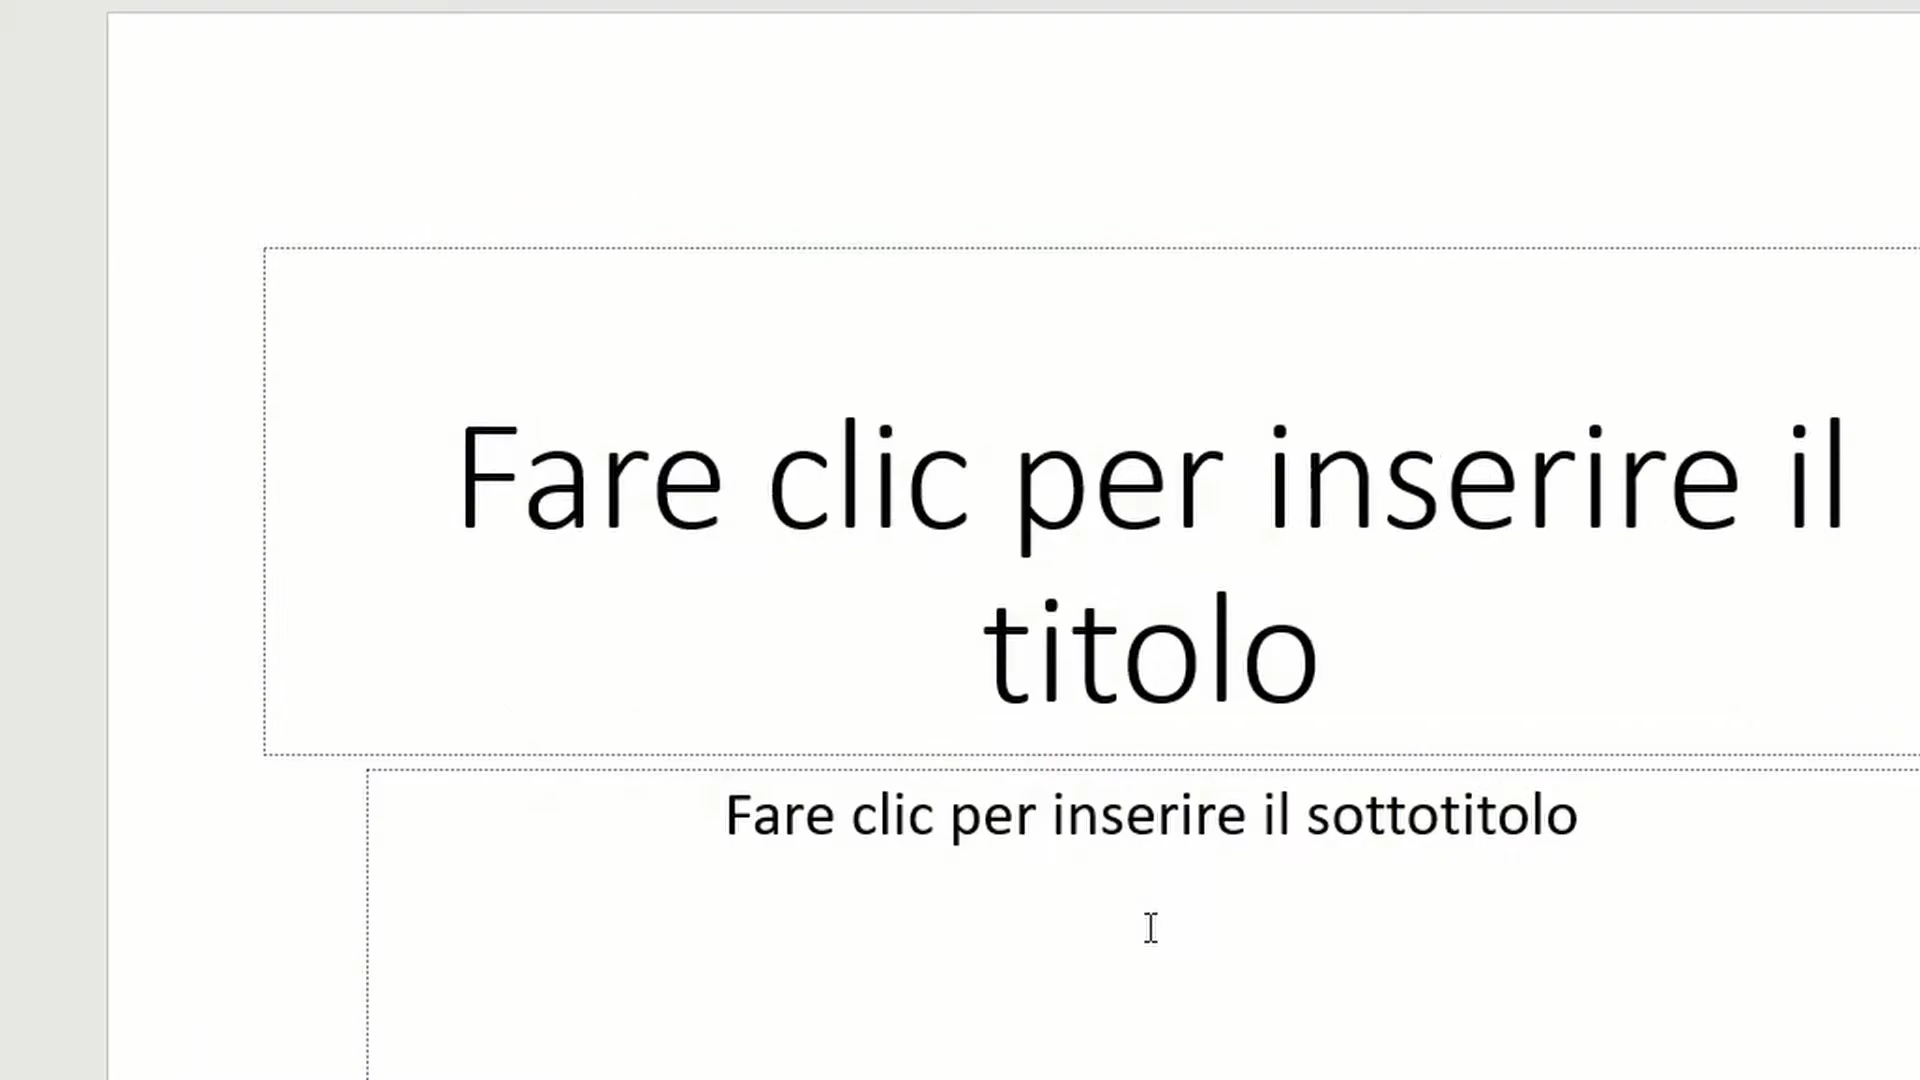 Fare clic per inserire il
titolo
Fare clic per inserire il sottotitolo